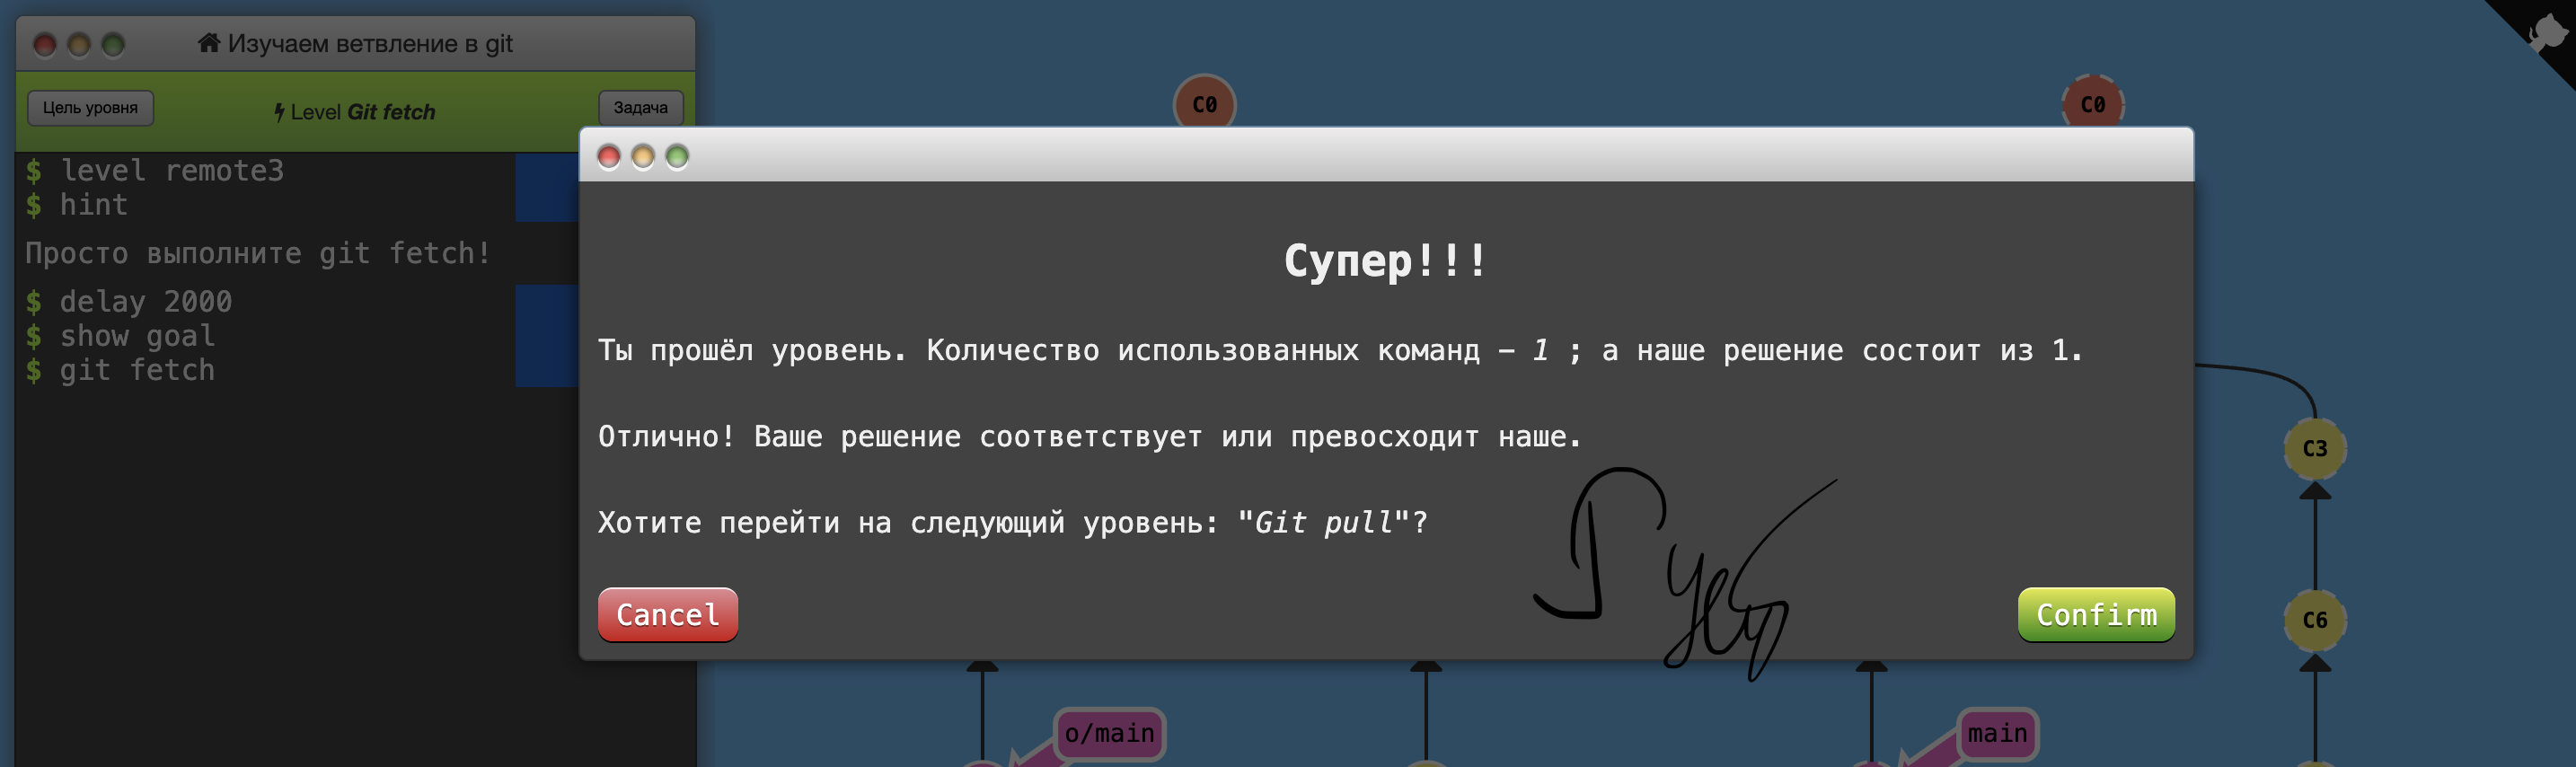 Изучаем ветвление в git
Цель уровня
Level Git fetch
Задача
$ level remote3
$ hint
Просто выполните git fetch!
$ delay 2000
$ show goal
$ git fetch
C0
C0
Супер!!!
Ты прошёл уровень. Количество использованных команд – 1 ; а наше решение состоит из 1.
Отлично! Ваше решение соответствует или превосходит наше.
Хотите перейти на следующий уровень: "Git pull"?
Cancel
Confirm
C3
C6
o/main
main